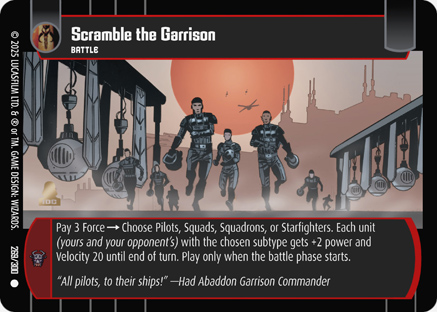 Scramble the Garrison
BATTLE
Pay 3 Force → Choose Pilots, Squads, Squadrons, or Starfighters. Each unit
(yours and your opponent's) with the chosen subtype gets +2 power and
Velocity 20 until end of turn. Play only when the battle phase starts.
"All pilots, to their ships!" —Had Abaddon Garrison Commander
© 2025 LUCASFILM LTD. & ® or TM. GAME DESIGN: WIZARDS.
269/300